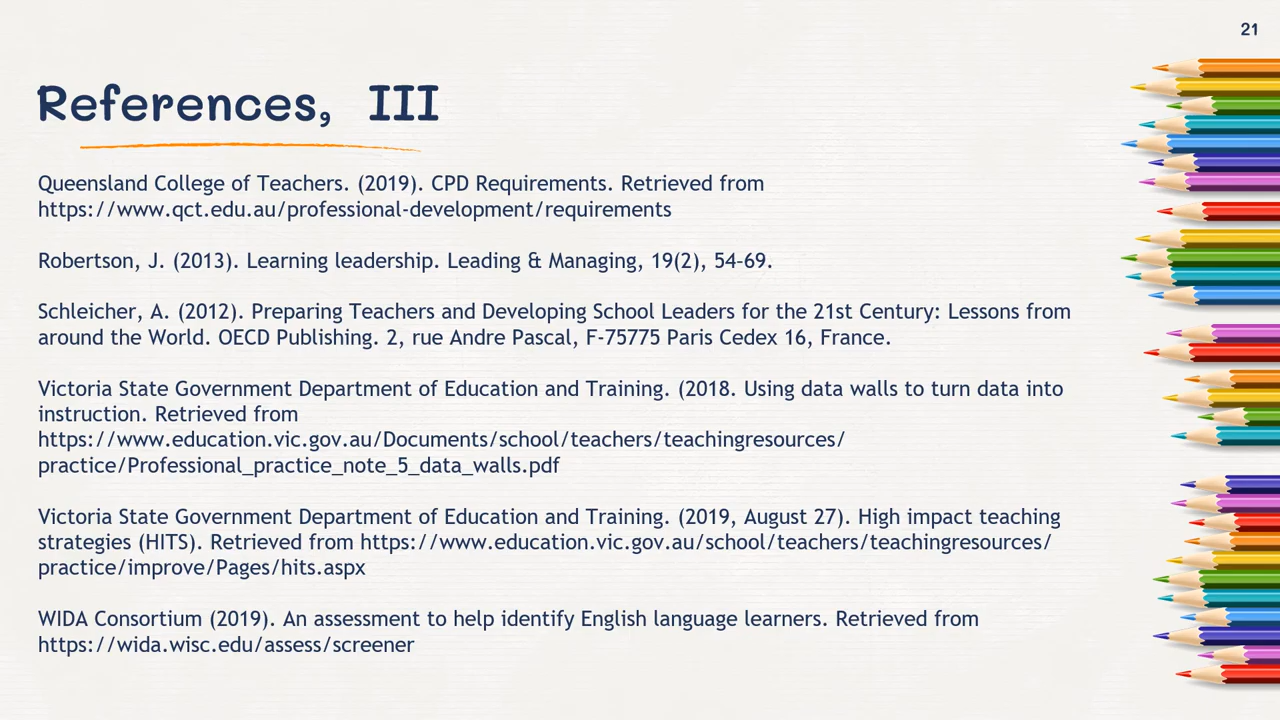 21
References, III
Queensland College of Teachers. (2019). CPD Requirements. Retrieved from
https://www.qct.edu.au/professional-development/requirements
Robertson, J. (2013). Learning leadership. Leading & Managing, 19(2), 54-69.
Schleicher, A. (2012). Preparing Teachers and Developing School Leaders for the 21st Century: Lessons from
around the World. OECD Publishing. 2, rue Andre Pascal, F-75775 Paris Cedex 16, France.
Victoria State Government Department of Education and Training. (2018. Using data walls to turn data into
instruction. Retrieved from
https://www.education.vic.gov.au/Documents/school/teachers/teachingresources/
practice/Professional_practice_note_5_data_walls.pdf
Victoria State Government Department of Education and Training. (2019, August 27). High impact teaching
strategies (HITS). Retrieved from https://www.education.vic.gov.au/school/teachers/teachingresources/
practice/improve/Pages/hits.aspx
WIDA Consortium (2019). An assessment to help identify English language learners. Retrieved from
https://wida.wisc.edu/assess/screener